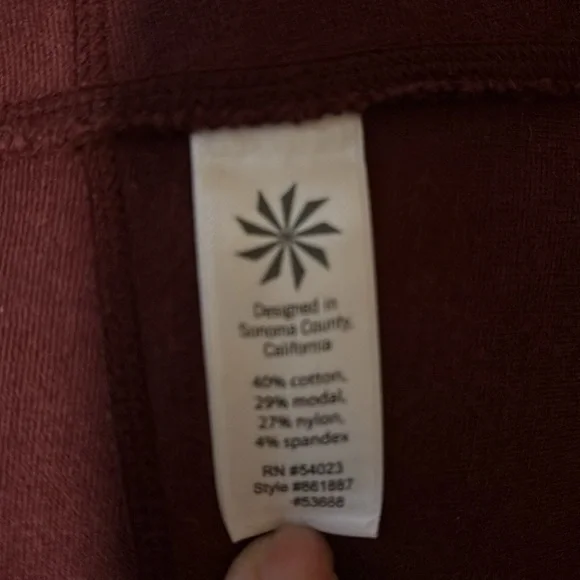 Designed in
Sonoma County,
California
40% cotton,
29% modal,
27% nylon,
4% spandex
RN #54023
Style #861887
#53688